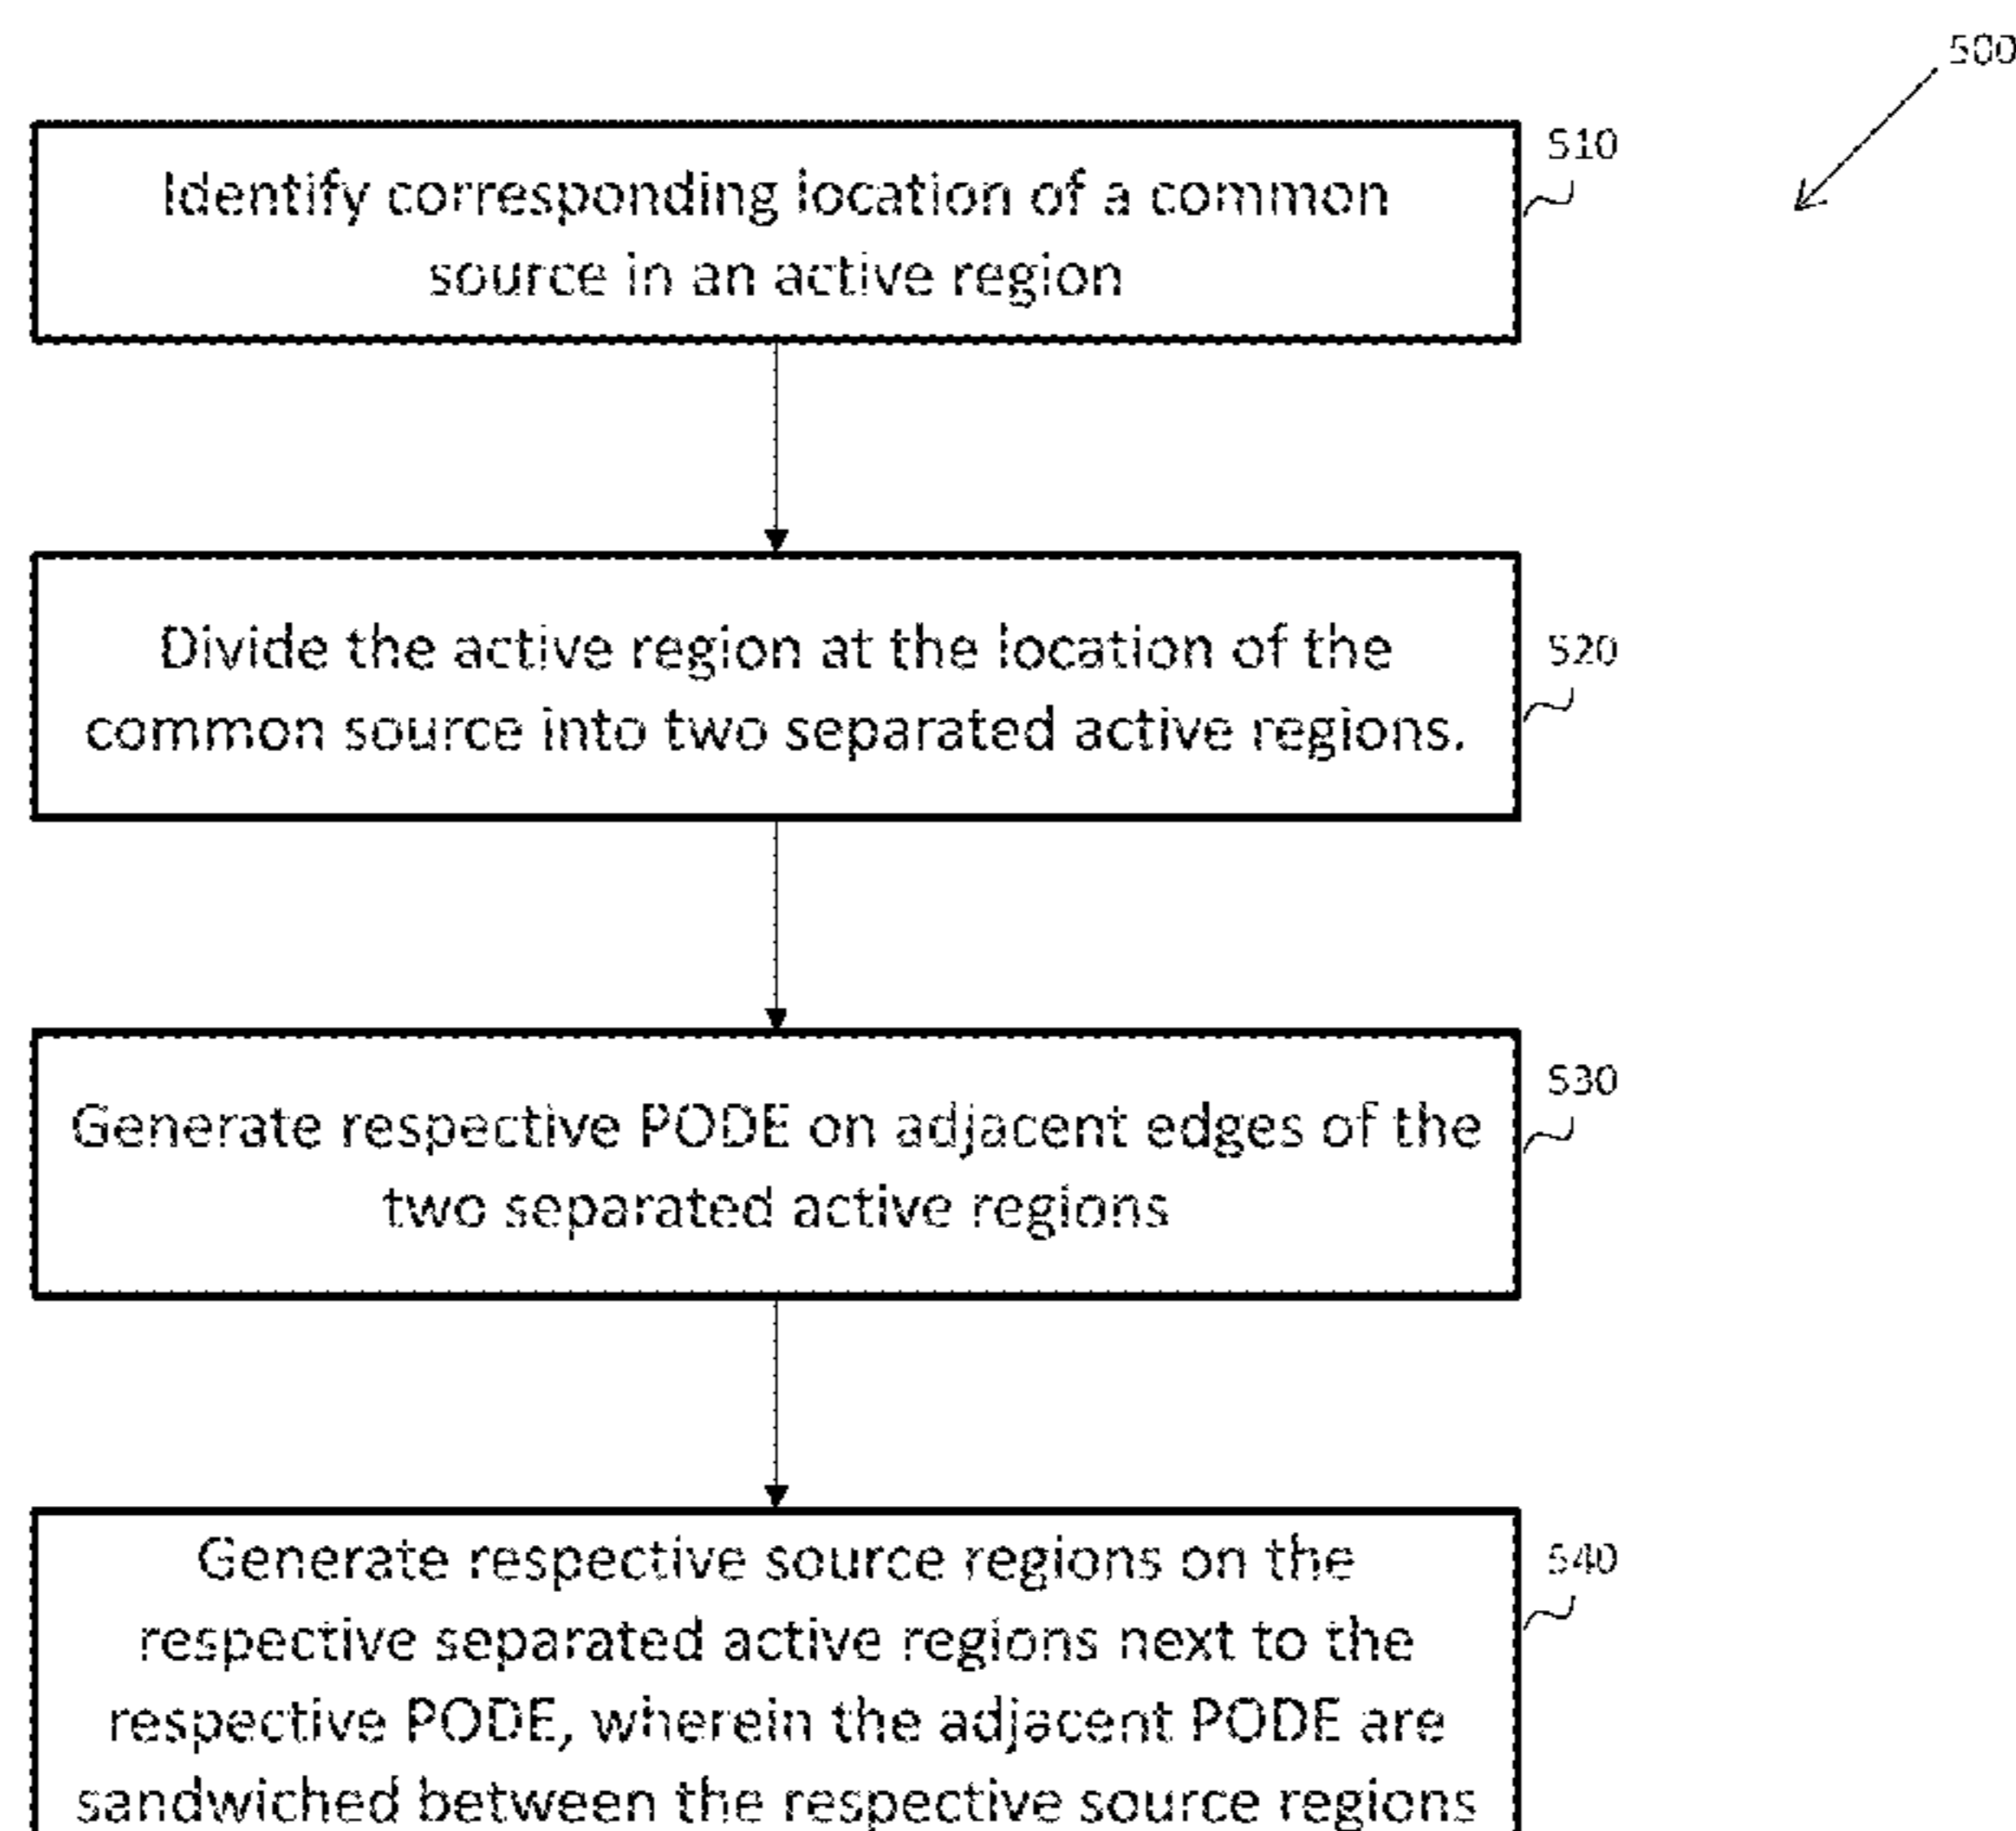 500
510
Identify corresponding location of a common
source in an active region
520
Divide the active region at the location of the
common source into two separated active regions.
530
Generate respective PODE on adjacent edges of the
two separated active regions
540
Generate respective source regions on the
respective separated active regions next to the
respective PODE, wherein the adjacent PODE are
sandwiched between the respective source regions